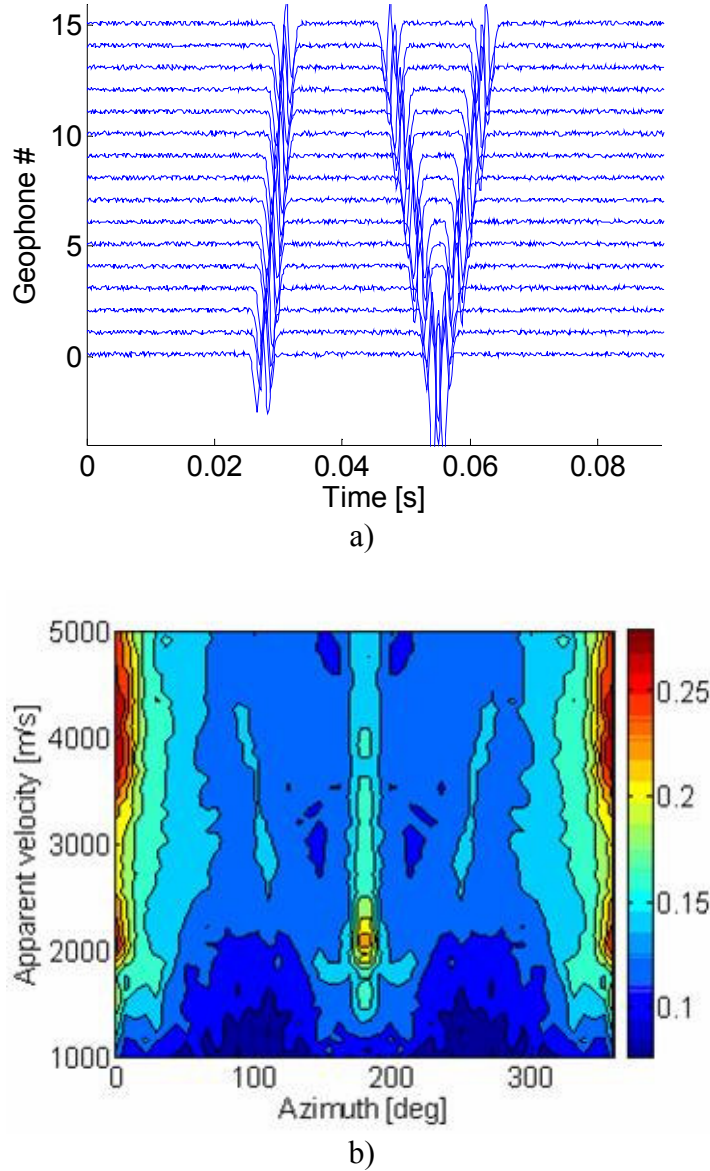 15
10
Geophone #
5
0
0 0.02 0.04 0.06 0.08
Time [s]
a)
5000
4000
3000
2000
1000
Apparent velocity [m/s]
0.25
0.2
0.15
0.1
0 100 200 300
Azimuth [deg]
b)